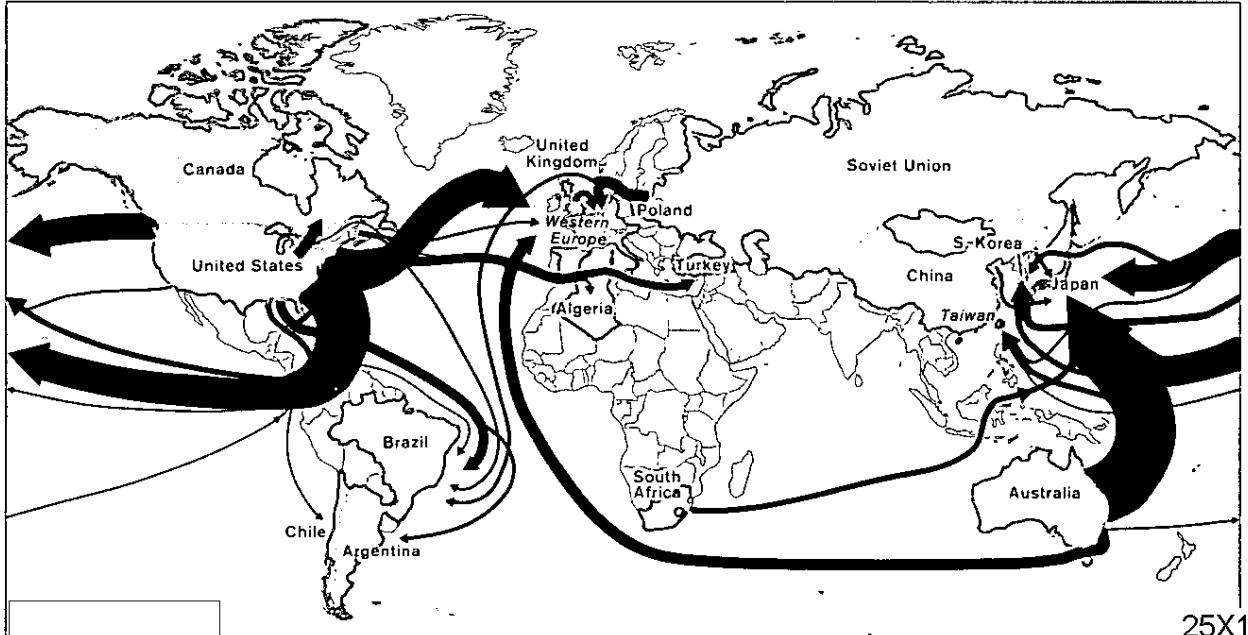 United
Kingdom
Canada
Soviet Union
Poland
Western
Europe
S. Korea
United States
Turkey
China
Japan
Algeria
Taiwan
Brazil
South
Africa
Australia
Chile
Argentina
25X1